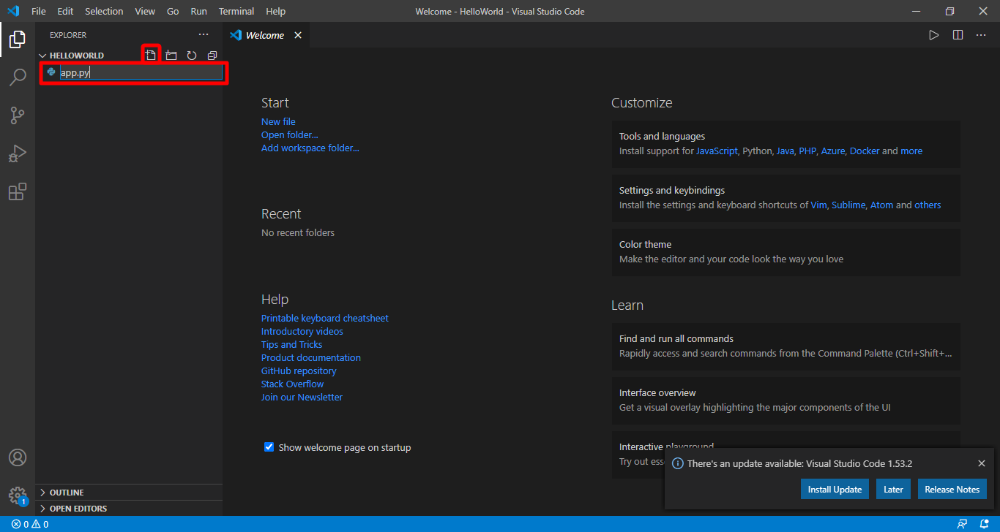 File Edit Selection View Go Run Terminal Help
Welcome - HelloWorld - Visual Studio Code
EXPLORER
HELLOWORLD
app.py
OUTLINE
OPEN EDITORS
Welcome
Start
New file
Open folder...
Add workspace folder...
Recent
No recent folders
Help
Printable keyboard cheatsheet
Introductory videos
Tips and Tricks
Product documentation
GitHub repository
Stack Overflow
Join our Newsletter
Show welcome page on startup
Customize
Tools and languages
Install support for JavaScript, Python, Java, PHP, Azure, Docker and more
Settings and keybindings
Install the settings and keyboard shortcuts of Vim, Sublime, Atom and others
Color theme
Make the editor and your code look the way you love
Learn
Find and run all commands
Rapidly access and search commands from the Command Palette (Ctrl+Shift+...
Interface overview
Get a visual overlay highlighting the major components of the UI
Interactive playground
Try out esse
There's an update available: Visual Studio Code 1.53.2
Install Update Later Release Notes
1
0 0